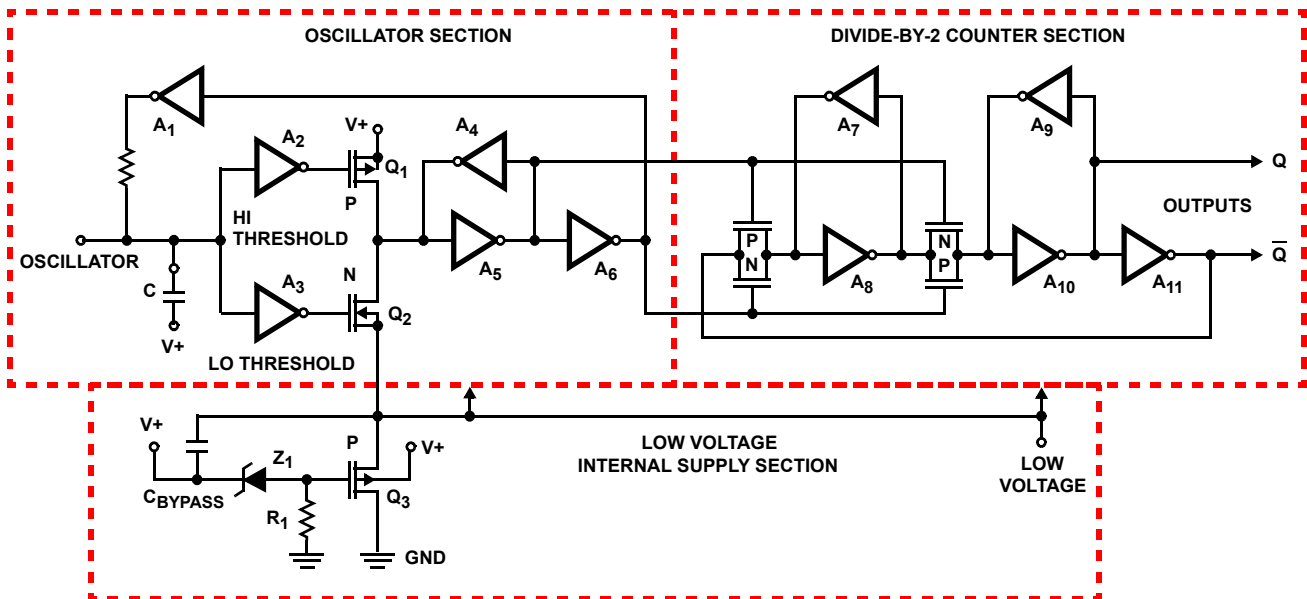 OSCILLATOR SECTION
DIVIDE-BY-2 COUNTER SECTION
A1
A2
V+
A4
Q1
P
HI
THRESHOLD
OSCILLATOR
C
V+
A3
N
Q2
LO THRESHOLD
A5
A6
A7
A9
P
N
A8
N
P
A10
A11
Q
OUTPUTS
Q̅
V+
CBYPASS
Z1
R1
P
V+
Q3
GND
LOW VOLTAGE
INTERNAL SUPPLY SECTION
LOW
VOLTAGE